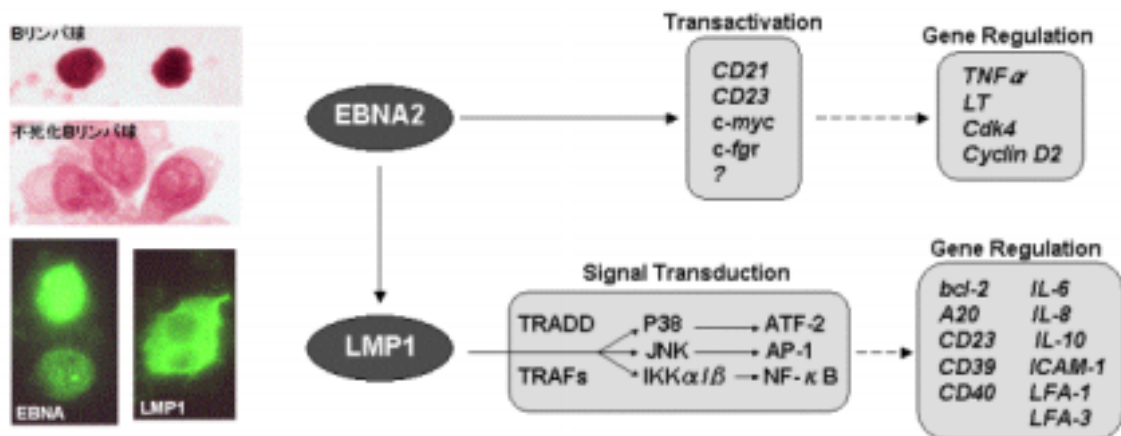 Bリンパ球
不死化Bリンパ球
EBNA
LMP1
EBNA2
LMP1
Transactivation
CD21
CD23
c-myc
c-fgr
?
Gene Regulation
TNFα
LT
Cdk4
Cyclin D2
Signal Transduction
TRADD P38 ATF-2
JNK AP-1
TRAFs IKKα/β NF-κB
Gene Regulation
bcl-2 IL-6
A20 IL-8
CD23 IL-10
CD39 ICAM-1
CD40 LFA-1
LFA-3